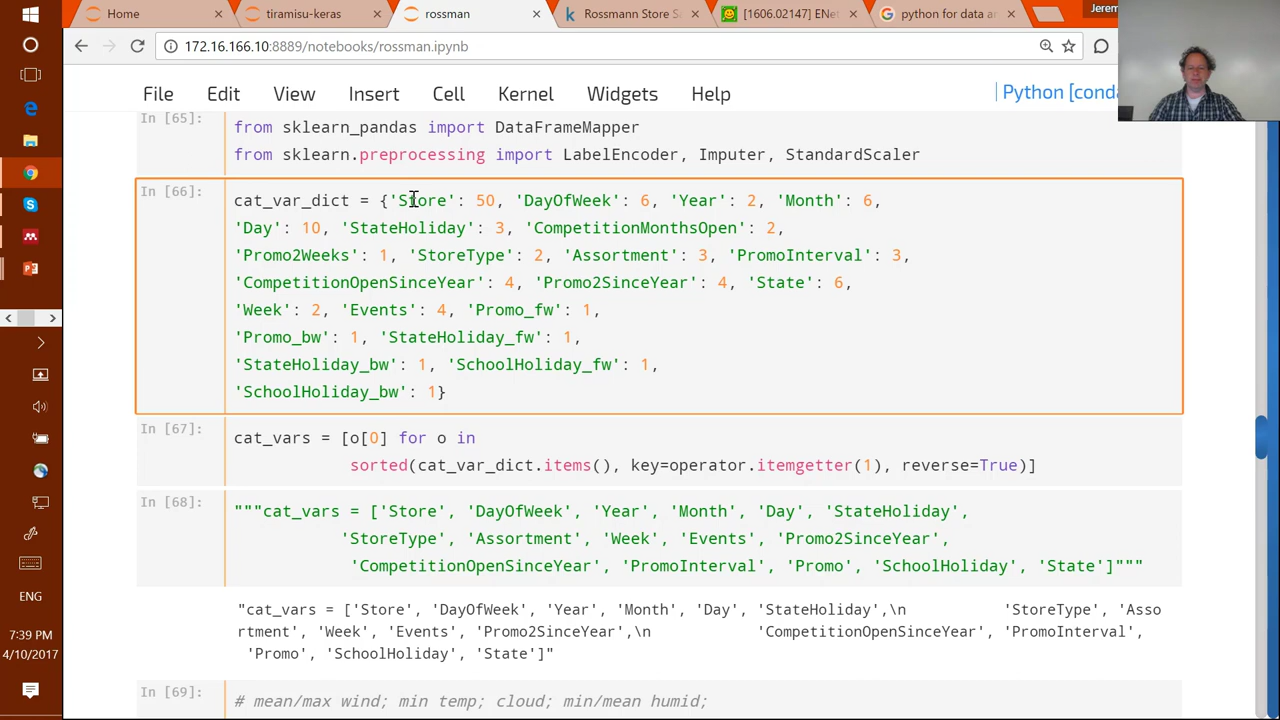 Home
tiramisu-keras
rossman
Rossmann Store S
[1606.02147] ENet
python for data an
Jerem
172.16.166.10:8889/notebooks/rossman.ipynb
File Edit View Insert Cell Kernel Widgets Help
Python [conda
In [65]:
from sklearn_pandas import DataFrameMapper
from sklearn.preprocessing import LabelEncoder, Imputer, StandardScaler
In [66]:
cat_var_dict = {'Store': 50, 'DayOfWeek': 6, 'Year': 2, 'Month': 6,
'Day': 10, 'StateHoliday': 3, 'CompetitionMonthsOpen': 2,
'Promo2Weeks': 1, 'StoreType': 2, 'Assortment': 3, 'PromoInterval': 3,
'CompetitionOpenSinceYear': 4, 'Promo2SinceYear': 4, 'State': 6,
'Week': 2, 'Events': 4, 'Promo_fw': 1,
'Promo_bw': 1, 'StateHoliday_fw': 1,
'StateHoliday_bw': 1, 'SchoolHoliday_fw': 1,
'SchoolHoliday_bw': 1}
In [67]:
cat_vars = [o[0] for o in
sorted(cat_var_dict.items(), key=operator.itemgetter(1), reverse=True)]
In [68]:
"""cat_vars = ['Store', 'DayOfWeek', 'Year', 'Month', 'Day', 'StateHoliday',
'StoreType', 'Assortment', 'Week', 'Events', 'Promo2SinceYear',
'CompetitionOpenSinceYear', 'PromoInterval', 'Promo', 'SchoolHoliday', 'State']"""
"cat_vars = ['Store', 'DayOfWeek', 'Year', 'Month', 'Day', 'StateHoliday',\n 'StoreType', 'Asso
rtment', 'Week', 'Events', 'Promo2SinceYear',\n 'CompetitionOpenSinceYear', 'PromoInterval',
'Promo', 'SchoolHoliday', 'State']"
In [69]:
# mean/max wind; min temp; cloud; min/mean humid;
ENG
7:39 PM
4/10/2017